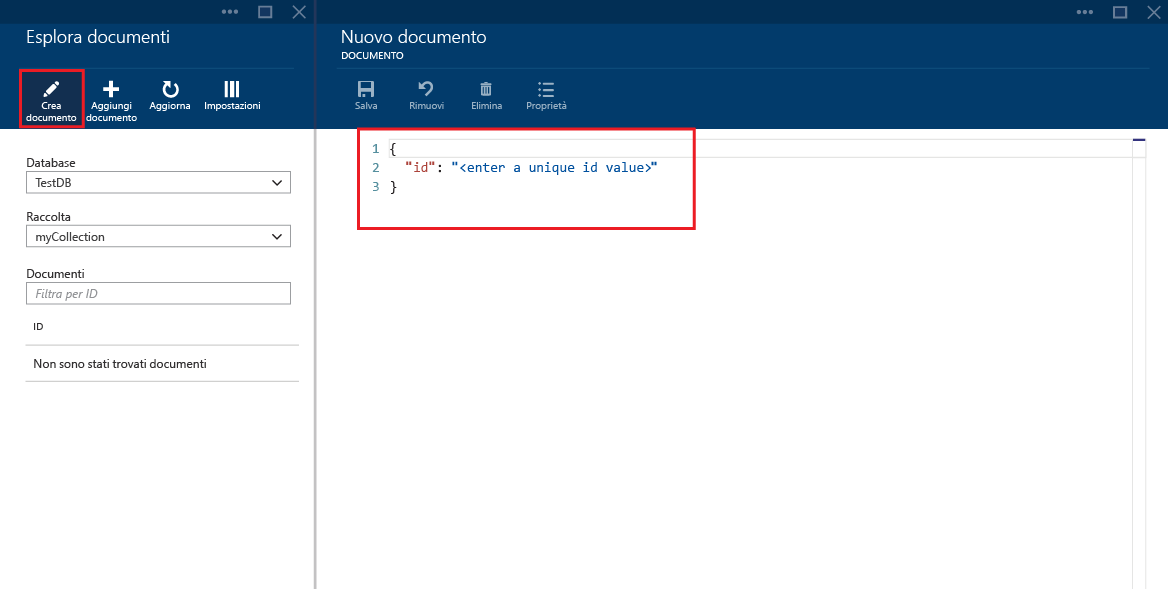 Esplora documenti
Crea
documento
Aggiungi
documento
Aggiorna
Impostazioni
Database
TestDB
Raccolta
myCollection
Documenti
Filtra per ID
ID
Non sono stati trovati documenti
Nuovo documento
DOCUMENTO
Salva
Rimuovi
Elimina
Proprietà
1 {
2 "id": "<enter a unique id value>"
3 }